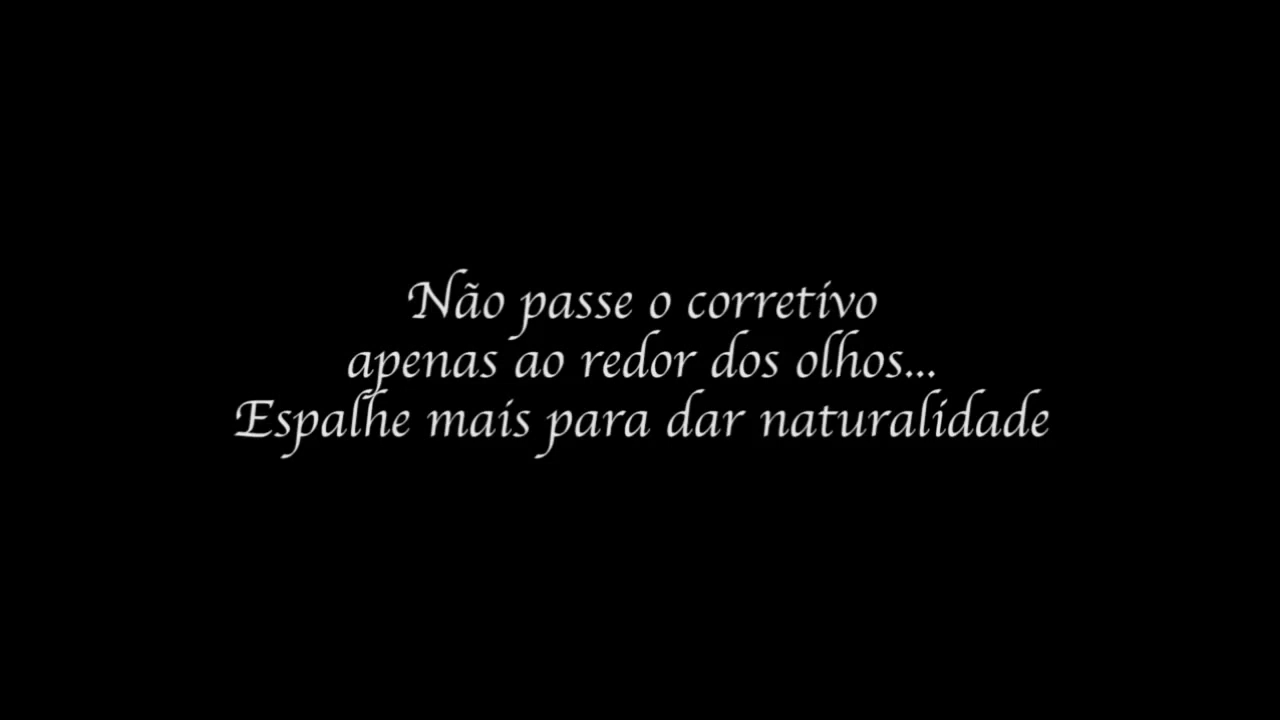 Não passe o corretivo
apenas ao redor dos olhos...
Espalhe mais para dar naturalidade